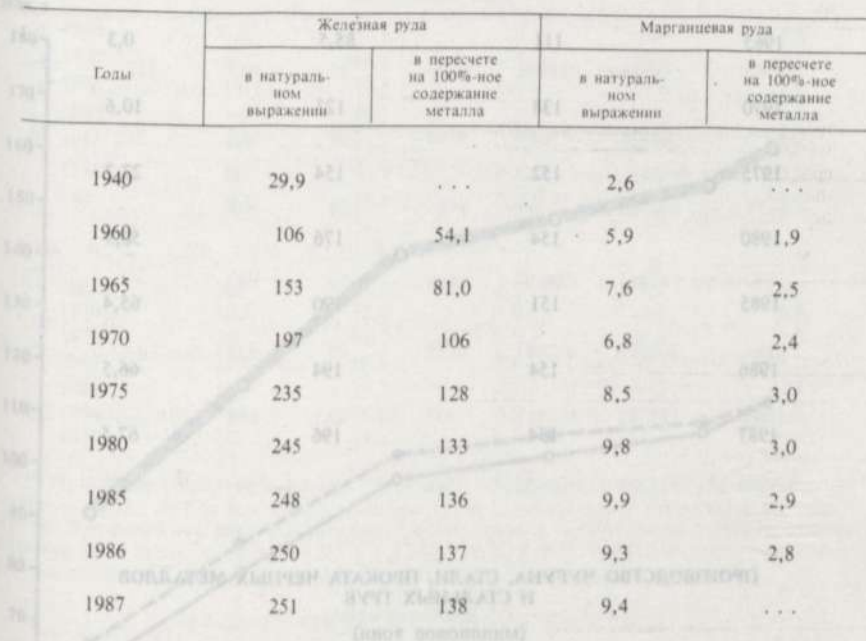 Годы
Железная руда
Марганцевая руда
в натураль-
ном
выражении
в пересчете
на 100%-ное
содержание
металла
в натураль-
ном
выражении
в пересчете
на 100%-ное
содержание
металла
1940 29,9 ... 2,6 ...
1960 106 54,1 5,9 1,9
1965 153 81,0 7,6 2,5
1970 197 106 6,8 2,4
1975 235 128 8,5 3,0
1980 245 133 9,8 3,0
1985 248 136 9,9 2,9
1986 250 137 9,3 2,8
1987 251 138 9,4 ...